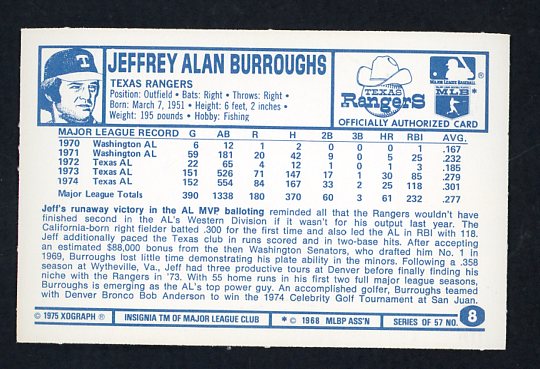 JEFFREY ALAN BURROUGHS
TEXAS RANGERS
Position: Outfield • Bats: Right • Throws: Right •
Born: March 7, 1951 • Height: 6 feet, 2 inches •
Weight: 195 pounds • Hobby: Fishing
T
TEXAS
RangerS
MAJOR LEAGUE BASEBALL
®
MLB *
OFFICIALLY AUTHORIZED CARD
MAJOR LEAGUE RECORD G AB R H 2B 3B HR RBI AVG.
1970 Washington AL 6 12 1 2 0 0 0 1 .167
1971 Washington AL 59 181 20 42 9 0 5 25 .232
1972 Texas AL 22 65 4 12 1 0 1 3 .185
1973 Texas AL 151 526 71 147 17 1 30 85 .279
1974 Texas AL 152 554 84 167 33 2 25 118 .301
Major League Totals 390 1338 180 370 60 3 61 232 .277
Jeff's runaway victory in the AL MVP balloting reminded all that the Rangers wouldn't have
finished second in the AL's Western Division if it wasn't for his output last year. The
California-born right fielder batted .300 for the first time and also led the AL in RBI with 118.
Jeff additionally paced the Texas club in runs scored and in two-base hits. After accepting
an estimated $88,000 bonus from the then Washington Senators, who drafted him No. 1 in
1969, Burroughs lost little time demonstrating his plate ability in the minors. Following a .358
season at Wytheville, Va., Jeff had three productive tours at Denver before finally finding his
niche with the Rangers in '73. With 55 home runs in his first two full major league seasons,
Burroughs is emerging as the AL's top power guy. An accomplished golfer, Burroughs teamed
with Denver Bronco Bob Anderson to win the 1974 Celebrity Golf Tournament at San Juan.
© 1975 XOGRAPH ® INSIGNIA TM OF MAJOR LEAGUE CLUB * © 1968 MLBP ASS'N SERIES OF 57 NO. 8